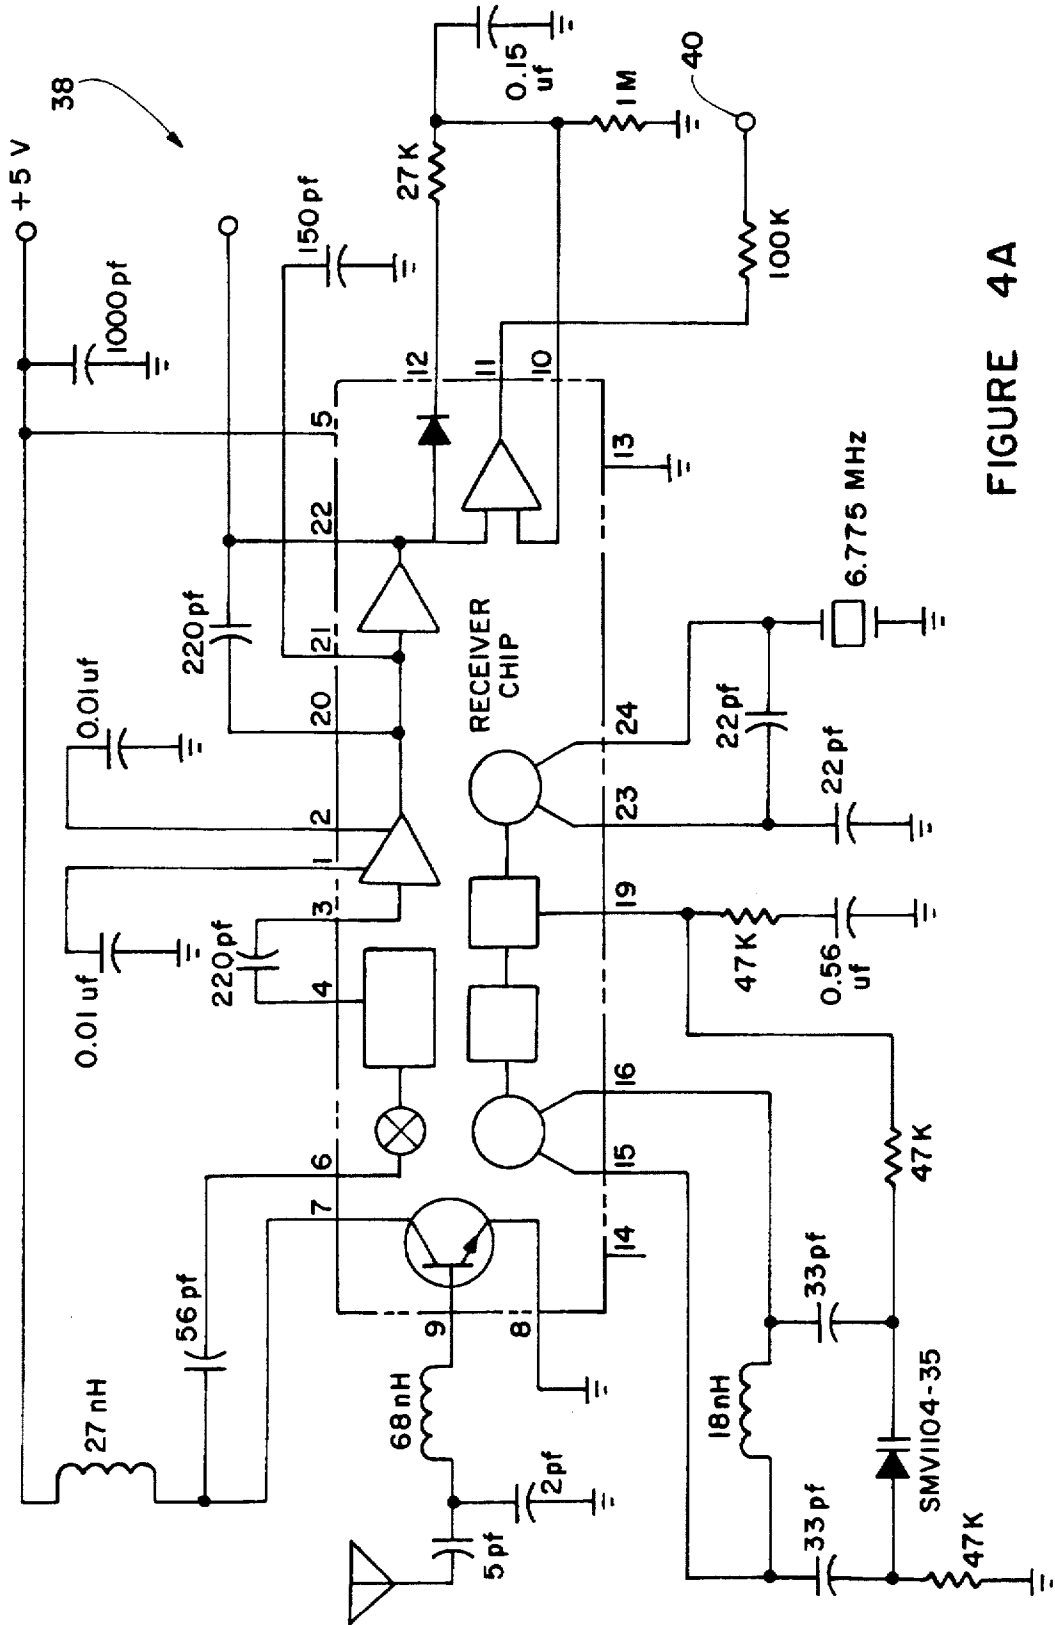 38
+5 V
1000pf
150pf
0.15
uf
27K
1M
40
100K
220pf
0.01uf
0.01uf
220pf
56pf
27nH
5
12
11
10
13
22
21
20
2
1
3
4
6
7
9
8
14
15
16
19
23
24
RECEIVER
CHIP
68nH
2pf
5pf
6.775 MHz
22pf
22pf
47K
0.56
uf
47K
33pf
18nH
33pf
SMV1104-35
47K
FIGURE 4A